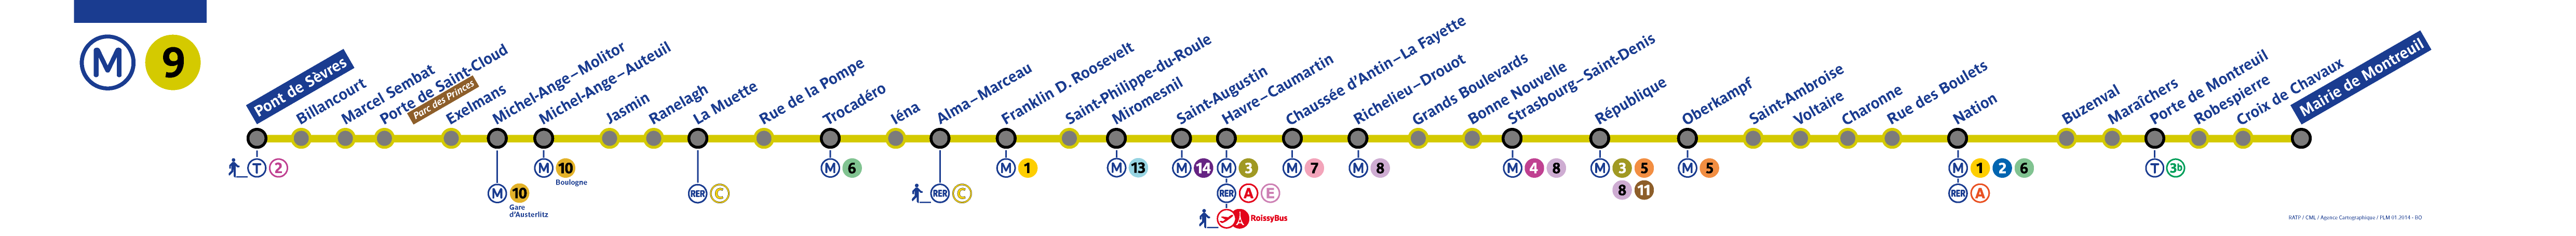 M 9
Pont de Sèvres
Billancourt
Marcel Sembat
Porte de Saint-Cloud
Parc des Princes
Exelmans
Michel-Ange–Molitor
Michel-Ange–Auteuil
Jasmin
Ranelagh
La Muette
Rue de la Pompe
Trocadéro
Iéna
Alma–Marceau
Franklin D. Roosevelt
Saint-Philippe-du-Roule
Miromesnil
Saint-Augustin
Havre–Caumartin
Chaussée d'Antin–La Fayette
Richelieu–Drouot
Grands Boulevards
Bonne Nouvelle
Strasbourg–Saint-Denis
République
Oberkampf
Saint-Ambroise
Voltaire
Charonne
Rue des Boulets
Nation
Buzenval
Maraîchers
Porte de Montreuil
Robespierre
Croix de Chavaux
Mairie de Montreuil
T 2
M 10
Gare
d'Austerlitz
M 10
Boulogne
RER C
M 6
RER C
M 1
M 13
M 14
M 3
RER A E
RoissyBus
M 7
M 8
M 4 8
M 3 5
8 11
M 5
M 1 2 6
RER A
T 3b
RATP / CML / Agence Cartographique / PLM 01.2014 - BO